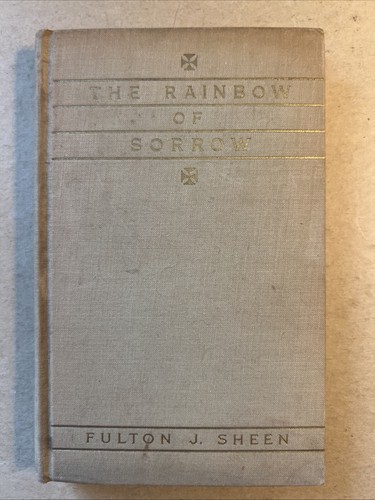 THE RAINBOW
OF
SORROW
FULTON J. SHEEN